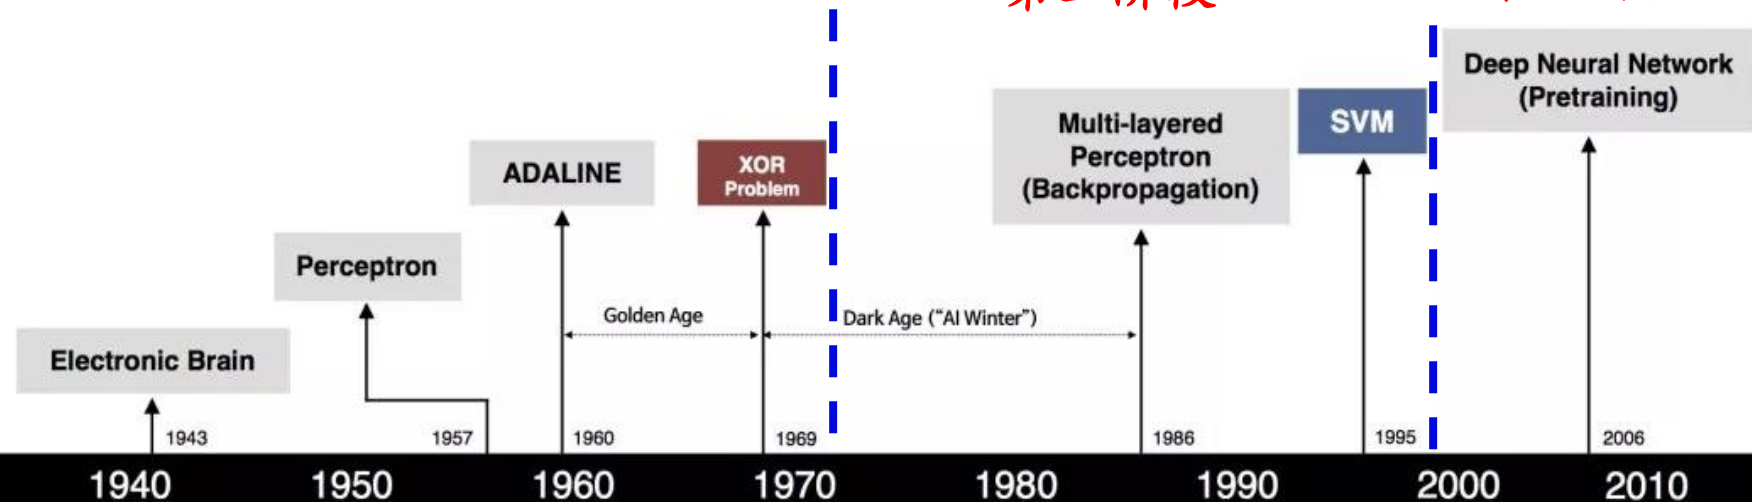 Deep Neural Network
(Pretraining)
Multi-layered
Perceptron
(Backpropagation)
SVM
ADALINE
XOR
Problem
Perceptron
Golden Age
Dark Age ("AI Winter")
Electronic Brain
1943
1957
1960
1969
1986
1995
2006
1940
1950
1960
1970
1980
1990
2000
2010